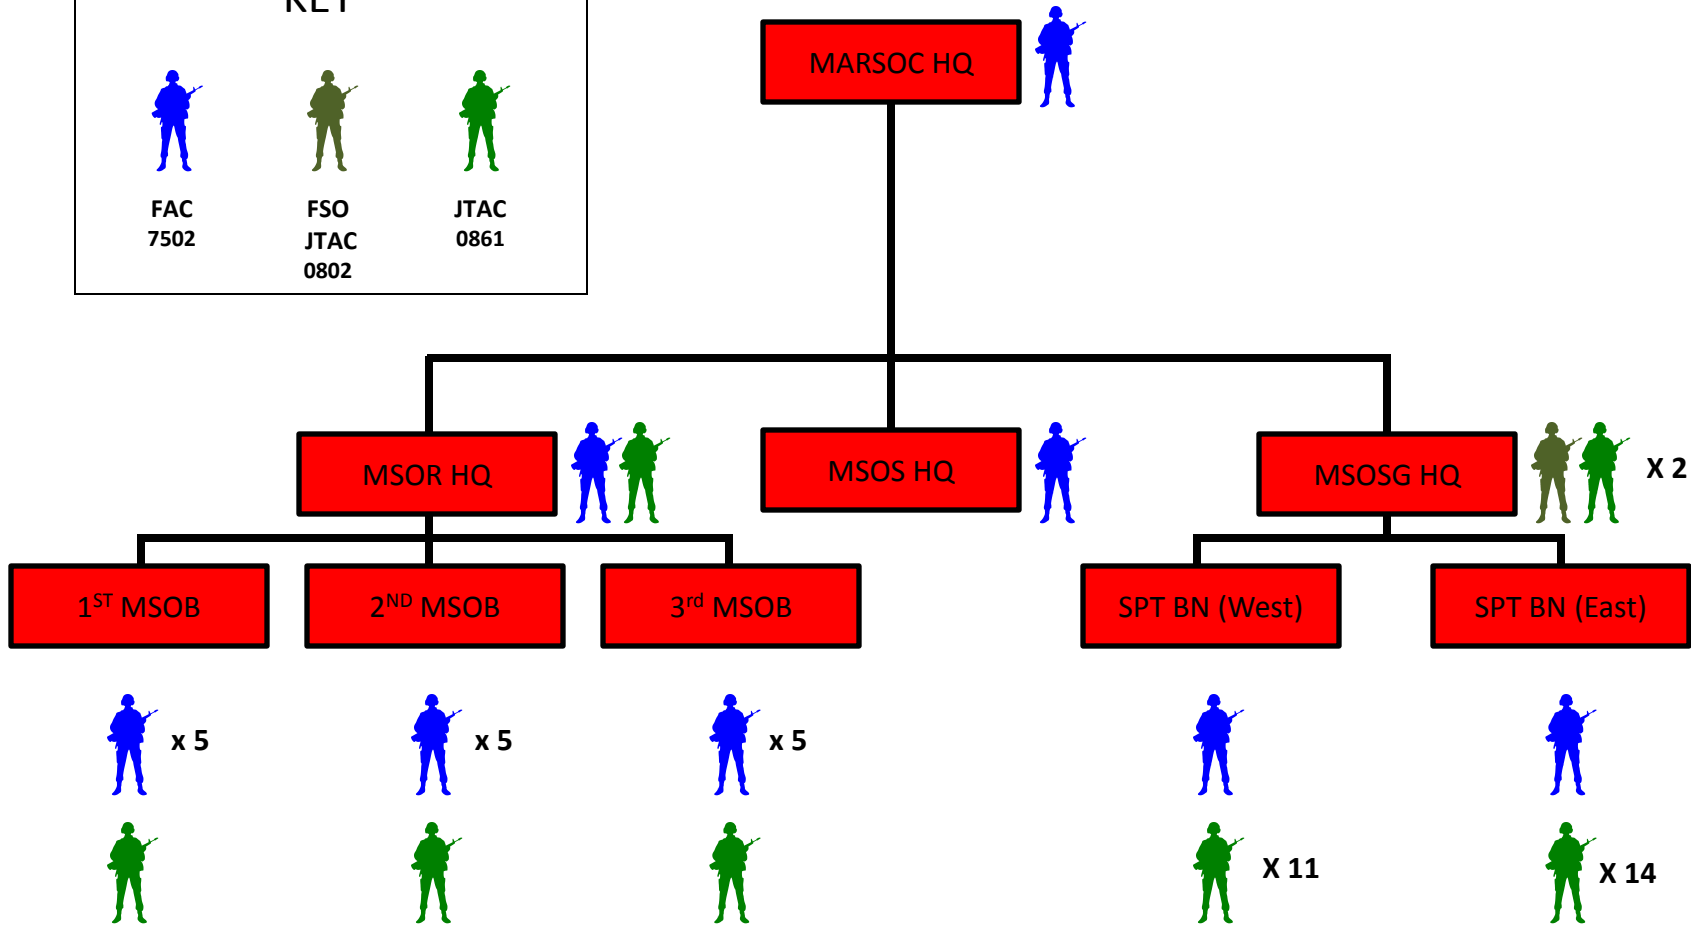 KEY
FAC
7502
FSO
JTAC
0802
JTAC
0861
MARSOC HQ
MSOR HQ
MSOS HQ
MSOSG HQ
X 2
1ST MSOB
2ND MSOB
3rd MSOB
SPT BN (West)
SPT BN (East)
x 5
x 5
x 5
X 11
X 14